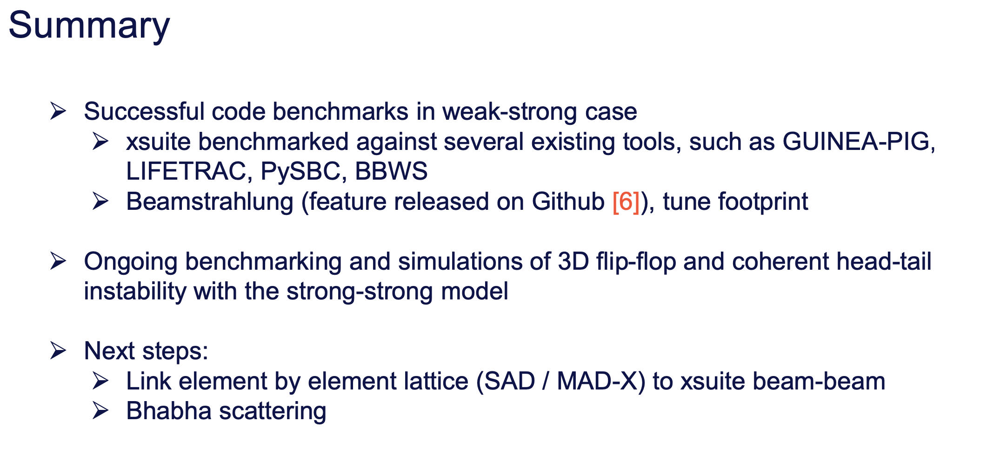 Summary
➢ Successful code benchmarks in weak-strong case
➢ xsuite benchmarked against several existing tools, such as GUINEA-PIG,
LIFETRAC, PySBC, BBWS
➢ Beamstrahlung (feature released on Github [6]), tune footprint
➢ Ongoing benchmarking and simulations of 3D flip-flop and coherent head-tail
instability with the strong-strong model
➢ Next steps:
➢ Link element by element lattice (SAD / MAD-X) to xsuite beam-beam
➢ Bhabha scattering